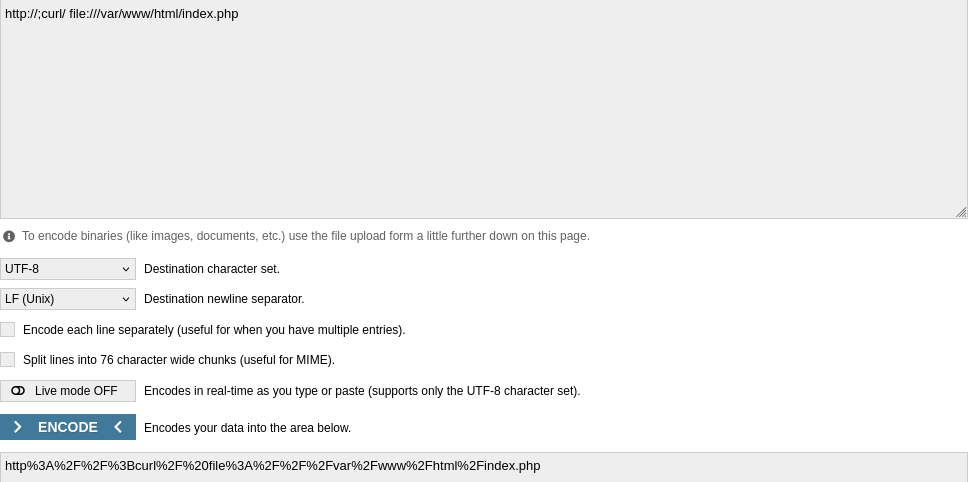 http://;curl/ file:///var/www/html/index.php
To encode binaries (like images, documents, etc.) use the file upload form a little further down on this page.
UTF-8 Destination character set.
LF (Unix) Destination newline separator.
Encode each line separately (useful for when you have multiple entries).
Split lines into 76 character wide chunks (useful for MIME).
Live mode OFF Encodes in real-time as you type or paste (supports only the UTF-8 character set).
ENCODE Encodes your data into the area below.
http%3A%2F%2F%3Bcurl%2F%20file%3A%2F%2F%2Fvar%2Fwww%2Fhtml%2Findex.php